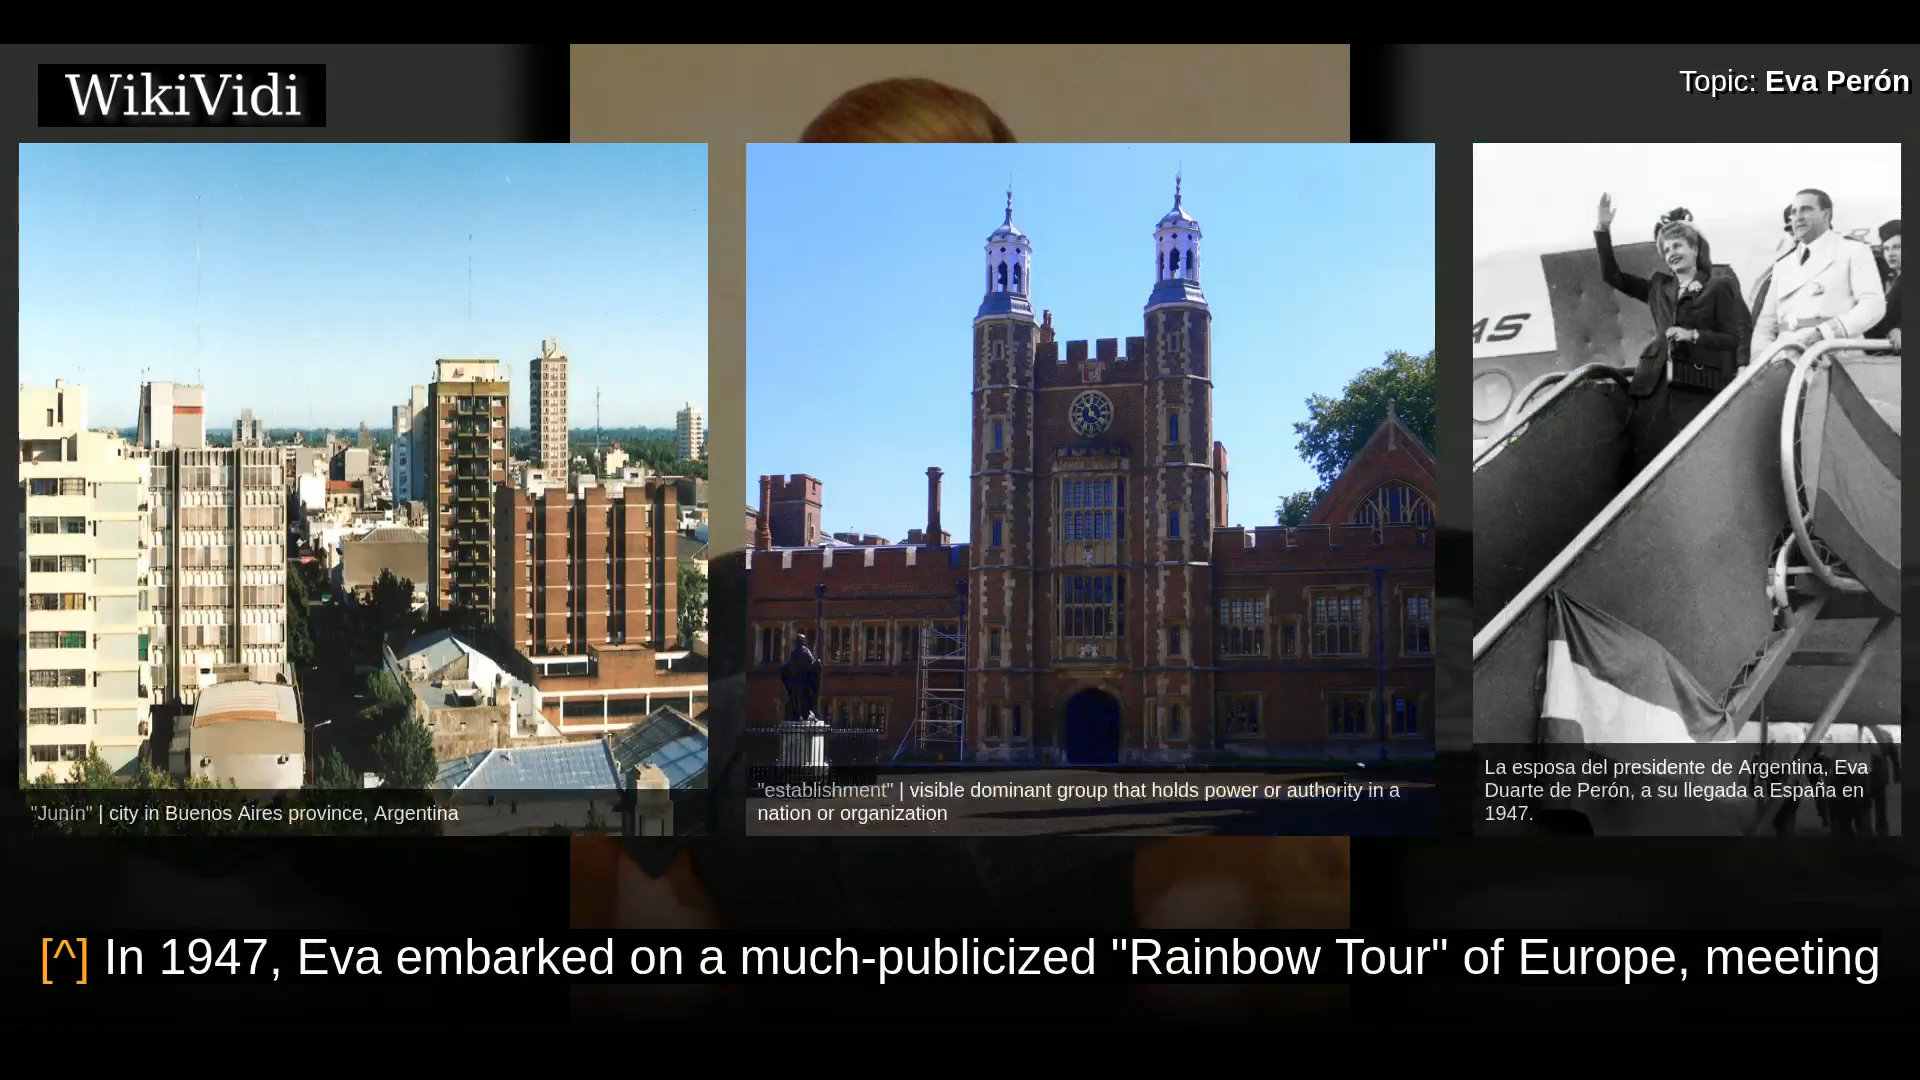 WikiVidi
Topic: Eva Perón
AS
"Junín" | city in Buenos Aires province, Argentina
"establishment" | visible dominant group that holds power or authority in a
nation or organization
La esposa del presidente de Argentina, Eva
Duarte de Perón, a su llegada a España en
1947.
[^] In 1947, Eva embarked on a much-publicized "Rainbow Tour" of Europe, meeting